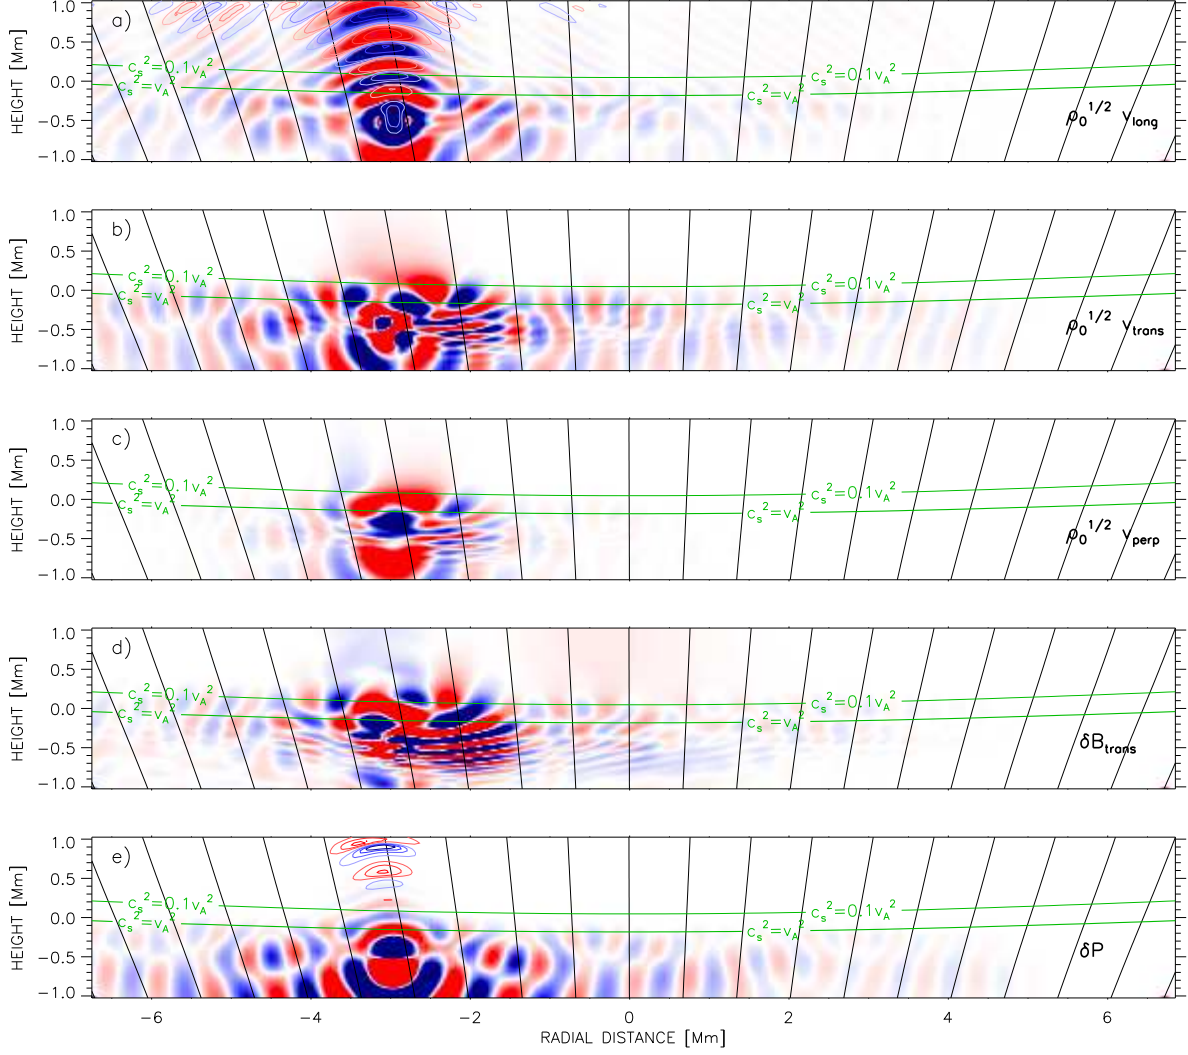 a)
HEIGHT [Mm]
1.0
0.5
0.0
−0.5
−1.0
c_s^2=0.1v_A^2
c_s^2=v_A^2
c_s^2=0.1v_A^2
c_s^2=v_A^2
ρ_0^{1/2} v_long
b)
HEIGHT [Mm]
1.0
0.5
0.0
−0.5
−1.0
c_s^2=0.1v_A^2
c_s^2=v_A^2
c_s^2=0.1v_A^2
c_s^2=v_A^2
ρ_0^{1/2} v_trans
c)
HEIGHT [Mm]
1.0
0.5
0.0
−0.5
−1.0
c_s^2=0.1v_A^2
c_s^2=v_A^2
c_s^2=0.1v_A^2
c_s^2=v_A^2
ρ_0^{1/2} v_perp
d)
HEIGHT [Mm]
1.0
0.5
0.0
−0.5
−1.0
c_s^2=0.1v_A^2
c_s^2=v_A^2
c_s^2=0.1v_A^2
c_s^2=v_A^2
δB_trans
e)
HEIGHT [Mm]
1.0
0.5
0.0
−0.5
−1.0
c_s^2=0.1v_A^2
c_s^2=v_A^2
c_s^2=0.1v_A^2
c_s^2=v_A^2
δP
−6 −4 −2 0 2 4 6
RADIAL DISTANCE [Mm]